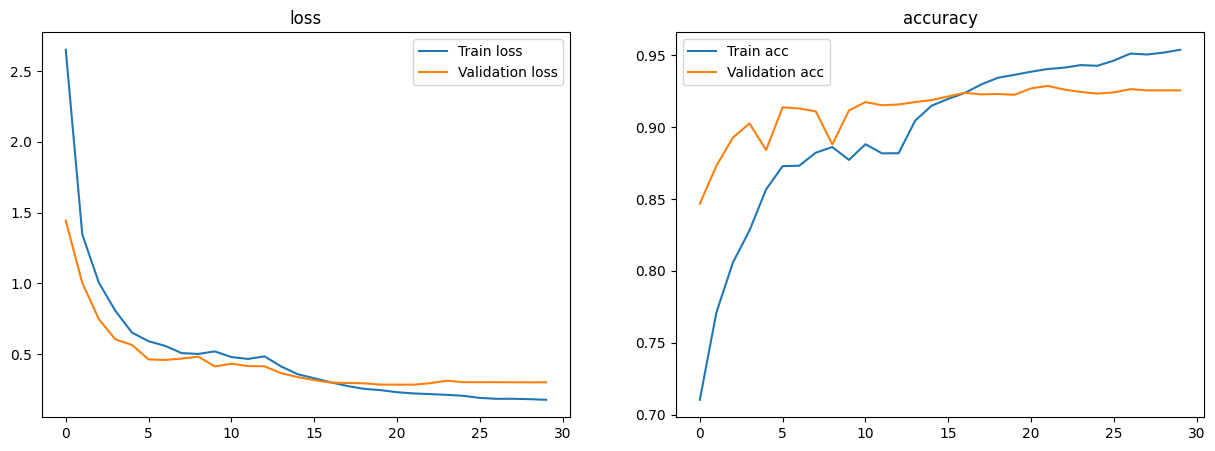 loss
Train loss
Validation loss
2.5
2.0
1.5
1.0
0.5
0 5 10 15 20 25 30
accuracy
Train acc
Validation acc
0.95
0.90
0.85
0.80
0.75
0.70
0 5 10 15 20 25 30